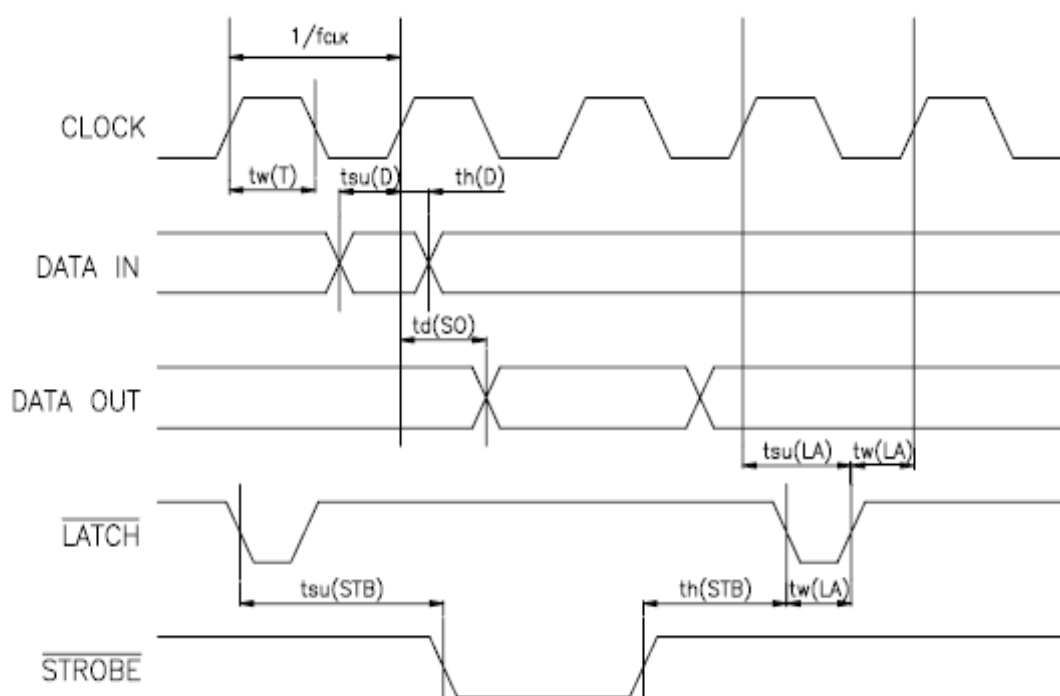 1/fCLK
CLOCK
tw(T)
tsu(D)
th(D)
DATA IN
td(SO)
DATA OUT
tsu(LA)
tw(LA)
LATCH
tsu(STB)
th(STB)
tw(LA)
STROBE